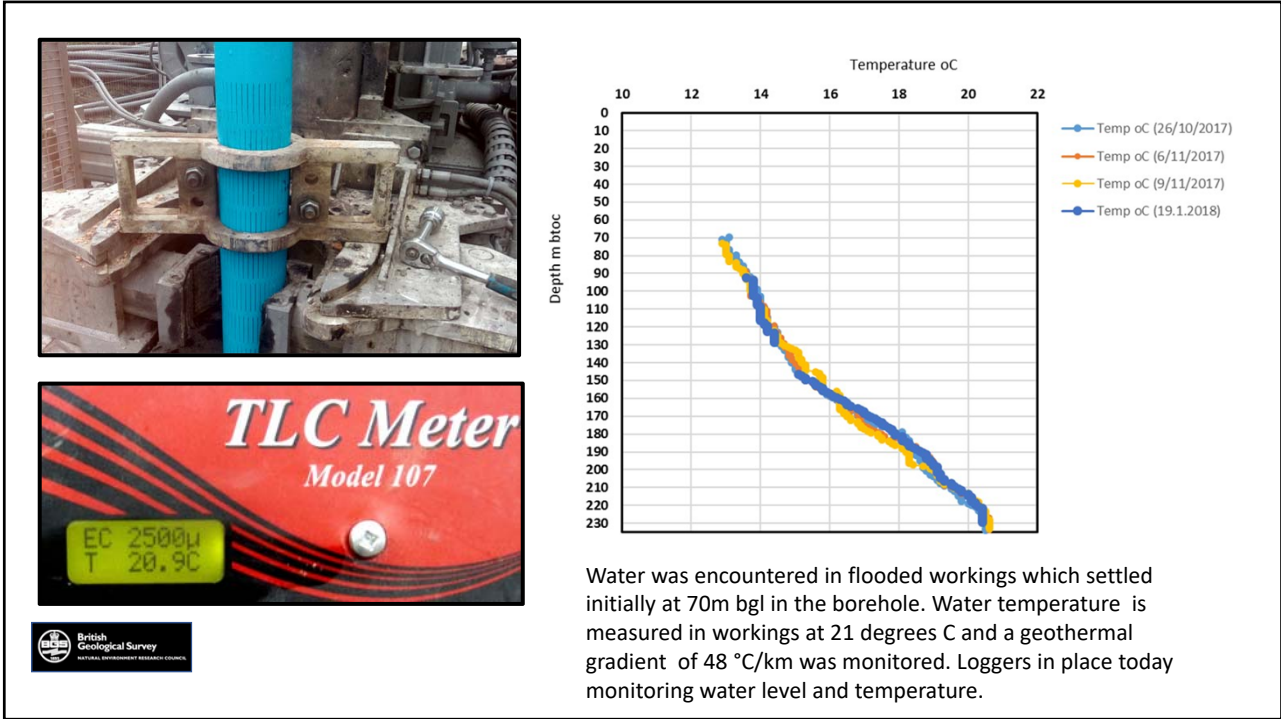 TLC Meter
Model 107
EC 2500µ
T 20.9C
British
Geological Survey
NATURAL ENVIRONMENT RESEARCH COUNCIL
BGS
Temperature oC
10 12 14 16 18 20 22
Depth m btoc
0
10
20
30
40
50
60
70
80
90
100
110
120
130
140
150
160
170
180
190
200
210
220
230
Temp oC (26/10/2017)
Temp oC (6/11/2017)
Temp oC (9/11/2017)
Temp oC (19.1.2018)
Water was encountered in flooded workings which settled
initially at 70m bgl in the borehole. Water temperature is
measured in workings at 21 degrees C and a geothermal
gradient of 48 °C/km was monitored. Loggers in place today
monitoring water level and temperature.